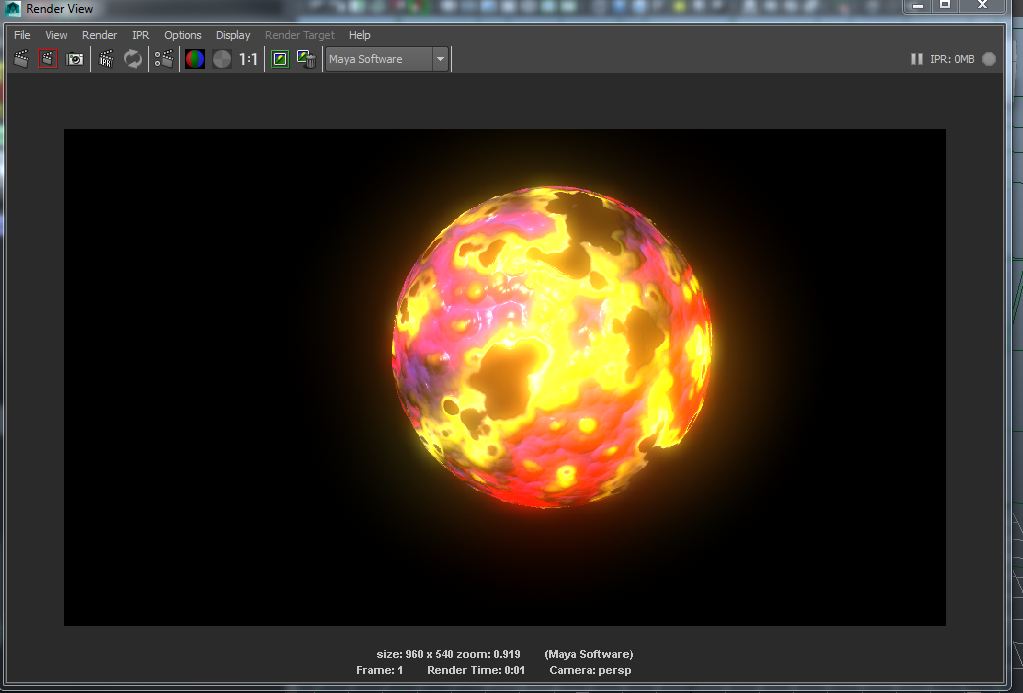 Render View
File View Render IPR Options Display Render Target Help
IPR 1:1 Maya Software IPR: 0MB
size: 960 x 540 zoom: 0.919 (Maya Software)
Frame: 1 Render Time: 0:01 Camera: persp